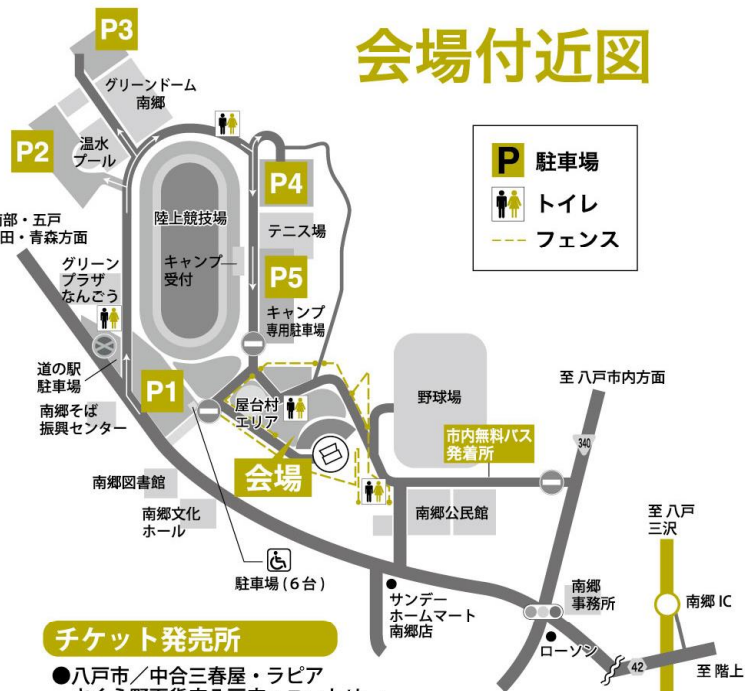 会場付近図
P3
グリーンドーム
南郷
P2
温水
プール
P4
P 駐車場
トイレ
フェンス
陸上競技場
テニス場
部・五戸
田・青森方面
グリーン
プラザ
なんごう
キャンプ
受付
P5
キャンプ
専用駐車場
道の駅
駐車場
P1
南郷そば
振興センター
屋台村
エリア
会場
野球場
至 八戸市内方面
340
市内無料バス
発着所
南郷図書館
南郷文化
ホール
南郷公民館
駐車場(6台)
サンデー
ホームマート
南郷店
南郷
事務所
ローソン
至 八戸
三沢
南郷 IC
42
至 階上
チケット発売所
●八戸市／中合三春屋・ラピア